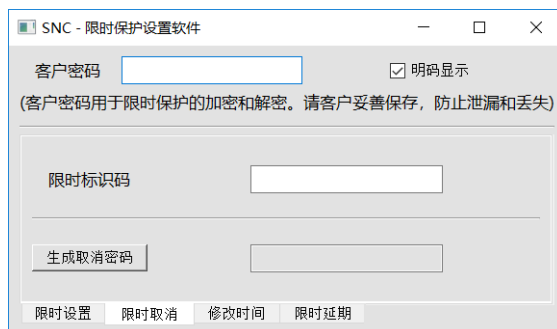 SNC - 限时保护设置软件
客户密码 明码显示
(客户密码用于限时保护的加密和解密。请客户妥善保存，防止泄漏和丢失)
限时标识码
生成取消密码
限时设置 限时取消 修改时间 限时延期